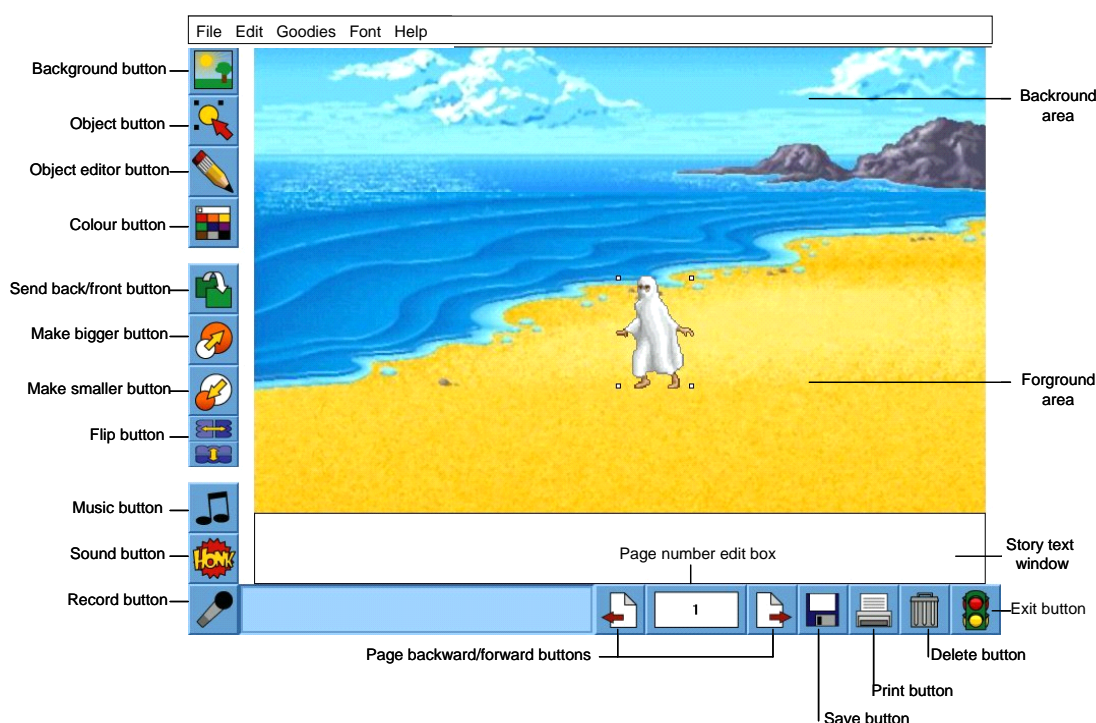 File Edit Goodies Font Help
Background button
Object button
Object editor button
Colour button
Send back/front button
Make bigger button
Make smaller button
Flip button
Music button
Sound button
Record button
Backround
area
Forground
area
HONK
Page number edit box
Story text
window
1
Exit button
Page backward/forward buttons
Delete button
Print button
Save button